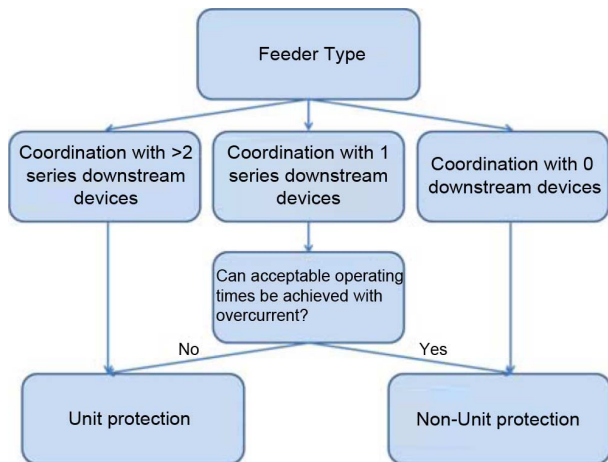 Feeder Type
Coordination with >2
series downstream
devices
Coordination with 1
series downstream
devices
Coordination with 0
downstream devices
Can acceptable operating
times be achieved with
overcurrent?
No
Yes
Unit protection
Non-Unit protection